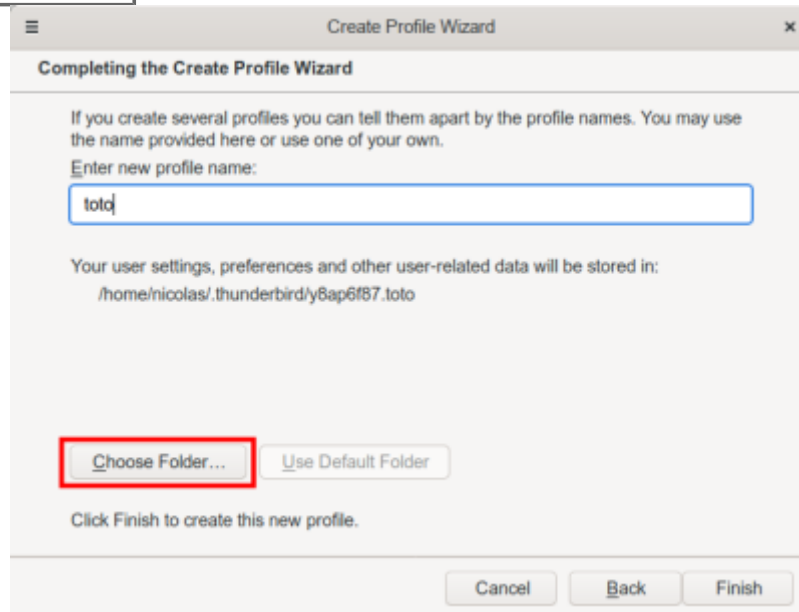 Create Profile Wizard
Completing the Create Profile Wizard
If you create several profiles you can tell them apart by the profile names. You may use
the name provided here or use one of your own.
Enter new profile name:
toto
Your user settings, preferences and other user-related data will be stored in:
/home/nicolas/.thunderbird/y8ap6f87.toto
Choose Folder... Use Default Folder
Click Finish to create this new profile.
Cancel Back Finish